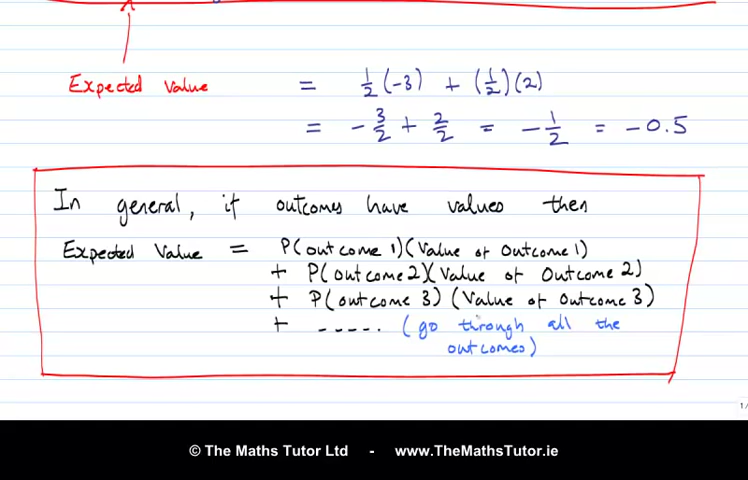 Expected Value = 1/2 (-3) + (1/2)(2)
= - 3/2 + 2/2 = - 1/2 = -0.5
In general, if outcomes have values then
Expected Value = P(outcome 1)(Value of Outcome 1)
+ P(outcome 2)(Value of Outcome 2)
+ P(outcome 3) (Value of Outcome 3)
+ ----- (go through all the
outcomes)
1/
© The Maths Tutor Ltd - www.TheMathsTutor.ie